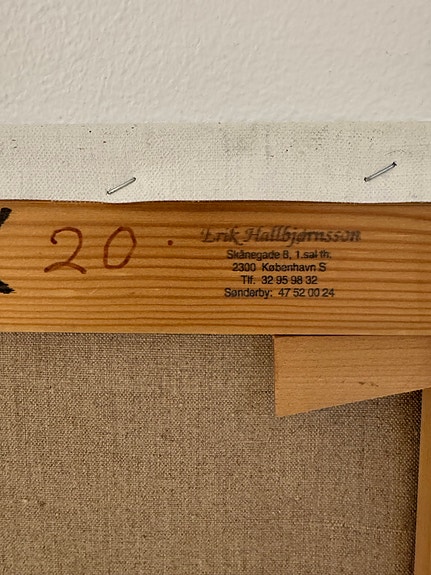 20.
Erik Hallbjørnsson
Skånegade 8, 1.sal th.
2300 København S
Tlf. 32 95 98 32
Sønderby: 47 52 00 24